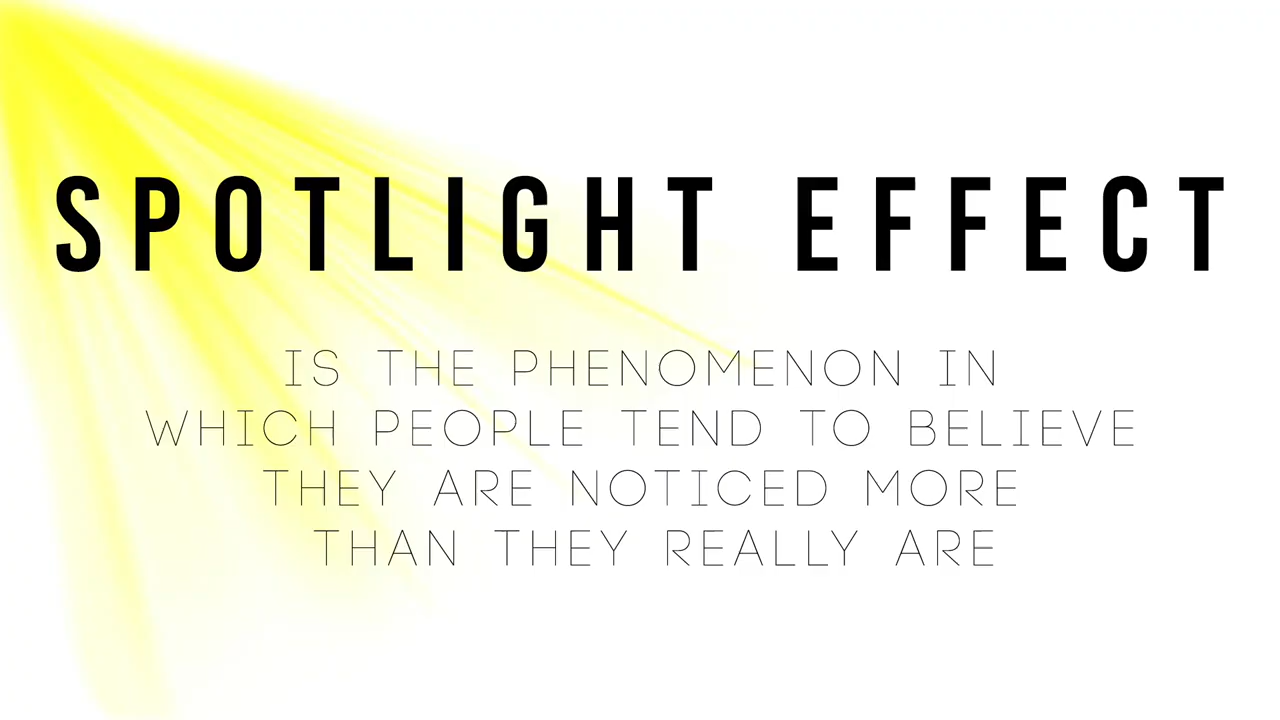 SPOTLIGHT EFFECT
IS THE PHENOMENON IN
WHICH PEOPLE TEND TO BELIEVE
THEY ARE NOTICED MORE
THAN THEY REALLY ARE